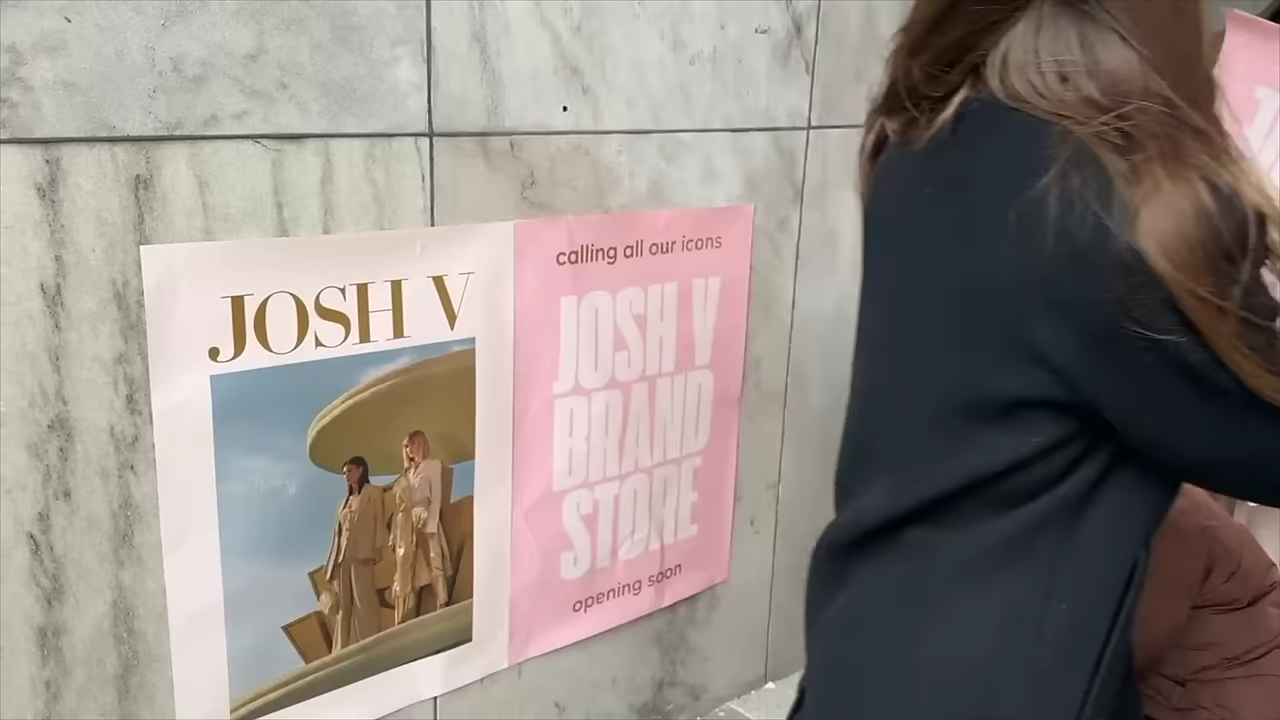 JOSH V
calling all our icons
JOSH V
BRAND
STORE
opening soon